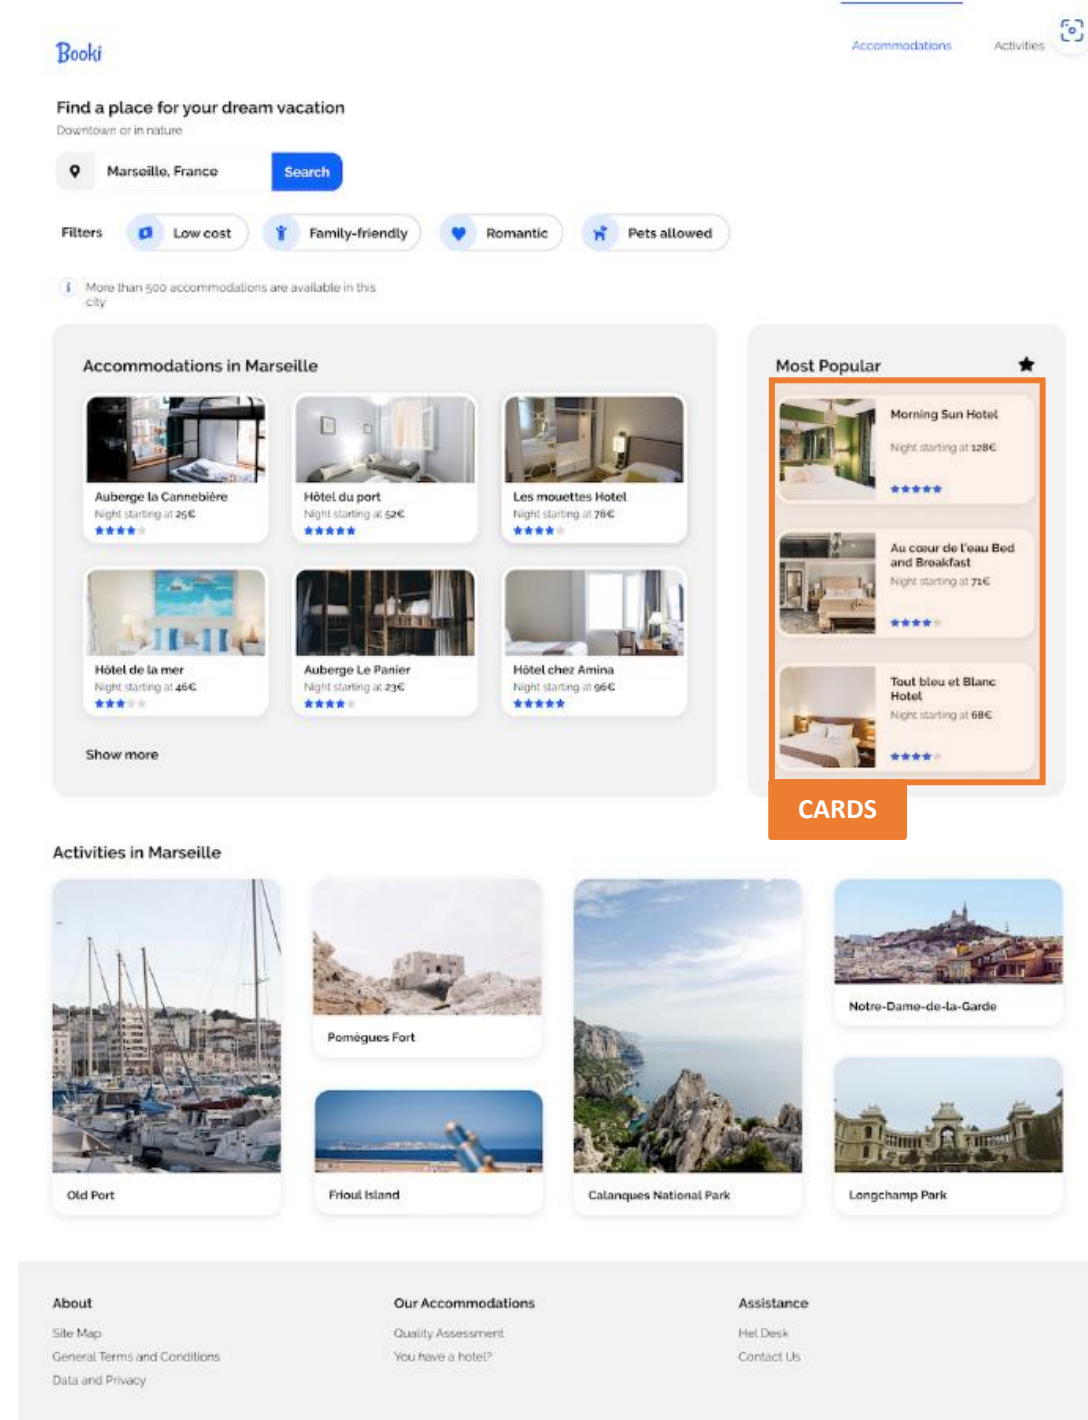 Booki
Accommodations
Activities
Find a place for your dream vacation
Downtown or in nature
Marseille, France
Search
Filters
Low cost
Family-friendly
Romantic
Pets allowed
More than 500 accommodations are available in this
city
Accommodations in Marseille
Auberge la Cannebière
Night starting at 25€
Hôtel du port
Night starting at 52€
Les mouettes Hotel
Night starting at 76€
Hôtel de la mer
Night starting at 46€
Auberge Le Panier
Night starting at 23€
Hôtel chez Amina
Night starting at 96€
Show more
Most Popular
Morning Sun Hotel
Night starting at 128€
Au cœur de l'eau Bed
and Breakfast
Night starting at 71€
Tout bleu et Blanc
Hotel
Night starting at 68€
CARDS
Activities in Marseille
Old Port
Pomègues Fort
Frioul Island
Calanques National Park
Notre-Dame-de-la-Garde
Longchamp Park
About
Site Map
General Terms and Conditions
Data and Privacy
Our Accommodations
Quality Assessment
You have a hotel?
Assistance
Hel Desk
Contact Us